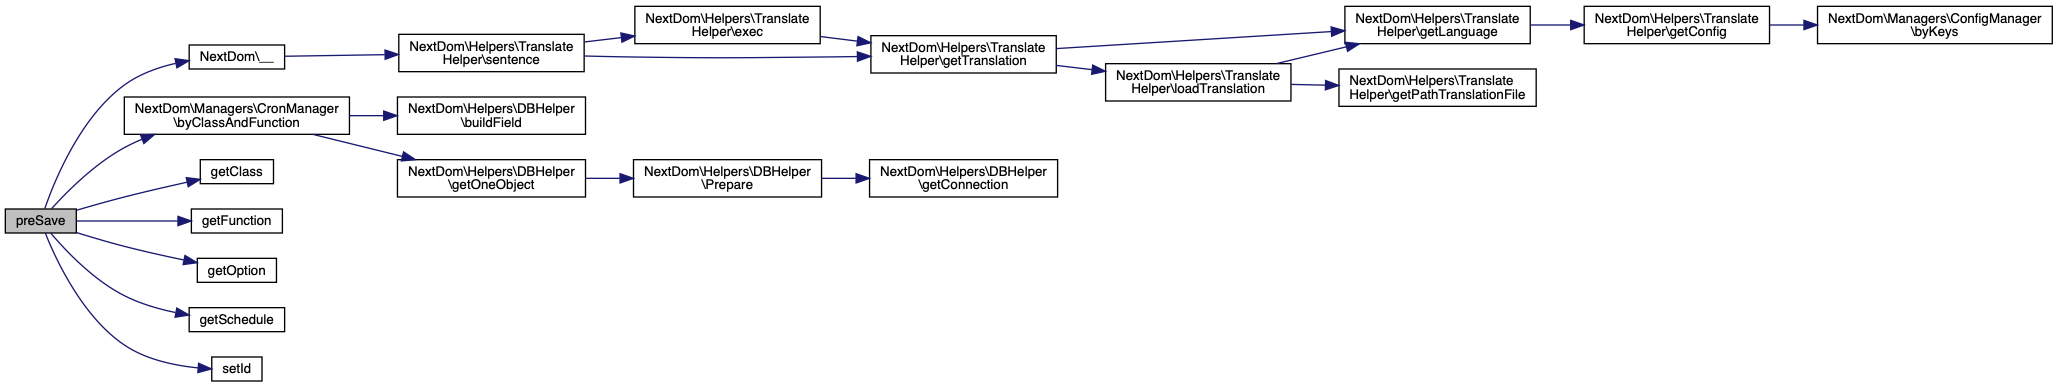 preSave
NextDom\__
NextDom\Helpers\Translate
Helper\sentence
NextDom\Helpers\Translate
Helper\exec
NextDom\Helpers\Translate
Helper\getTranslation
NextDom\Helpers\Translate
Helper\loadTranslation
NextDom\Helpers\Translate
Helper\getLanguage
NextDom\Helpers\Translate
Helper\getConfig
NextDom\Managers\ConfigManager
\byKeys
NextDom\Helpers\Translate
Helper\getPathTranslationFile
NextDom\Managers\CronManager
\byClassAndFunction
NextDom\Helpers\DBHelper
\buildField
NextDom\Helpers\DBHelper
\getOneObject
NextDom\Helpers\DBHelper
\Prepare
NextDom\Helpers\DBHelper
\getConnection
getClass
getFunction
getOption
getSchedule
setId